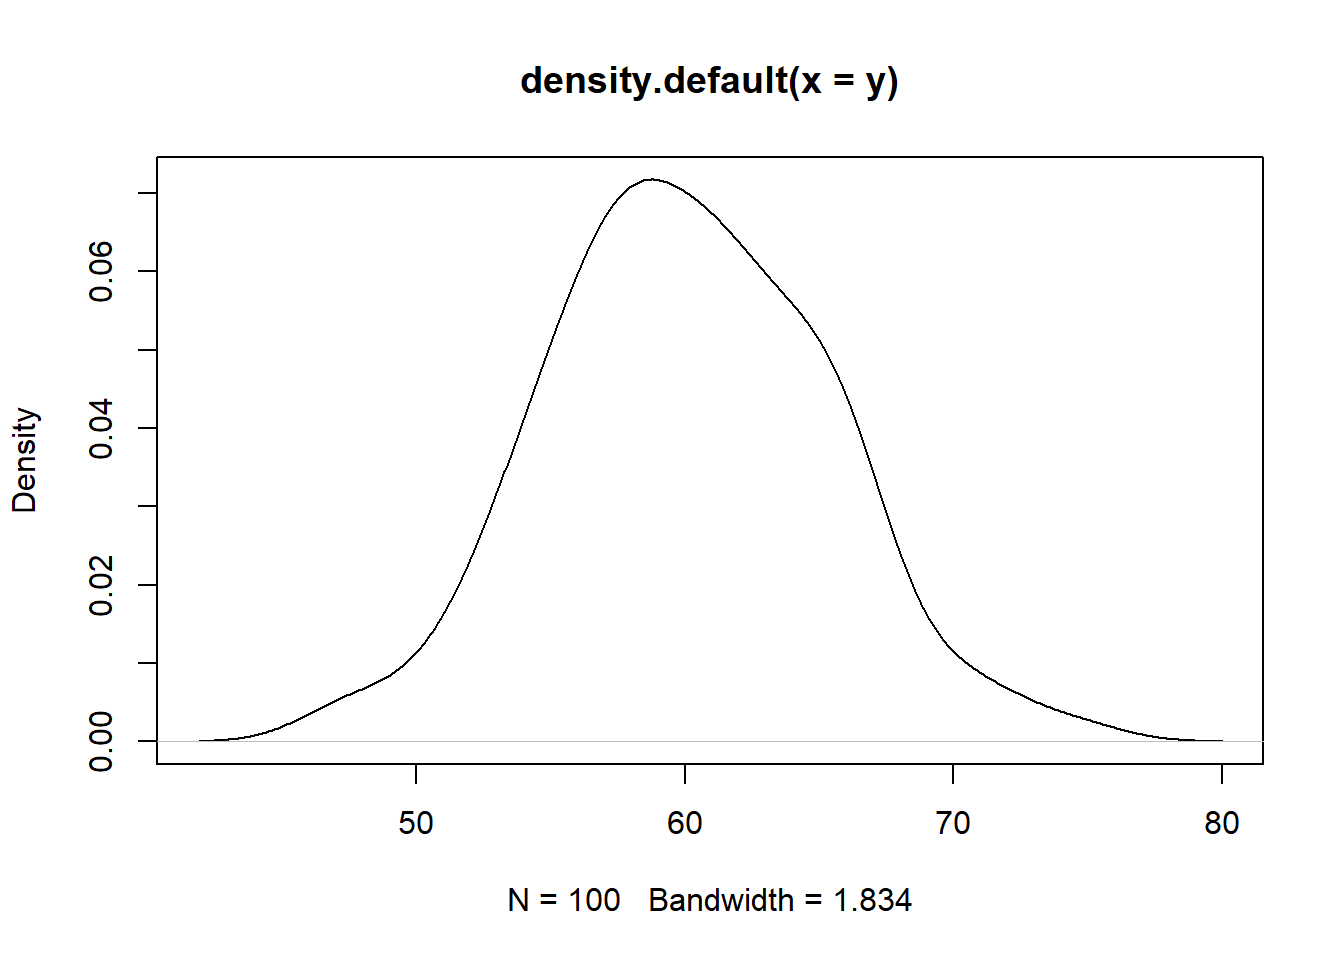 density.default(x = y)
Density
0.00
0.02
0.04
0.06
50
60
70
80
N = 100   Bandwidth = 1.834